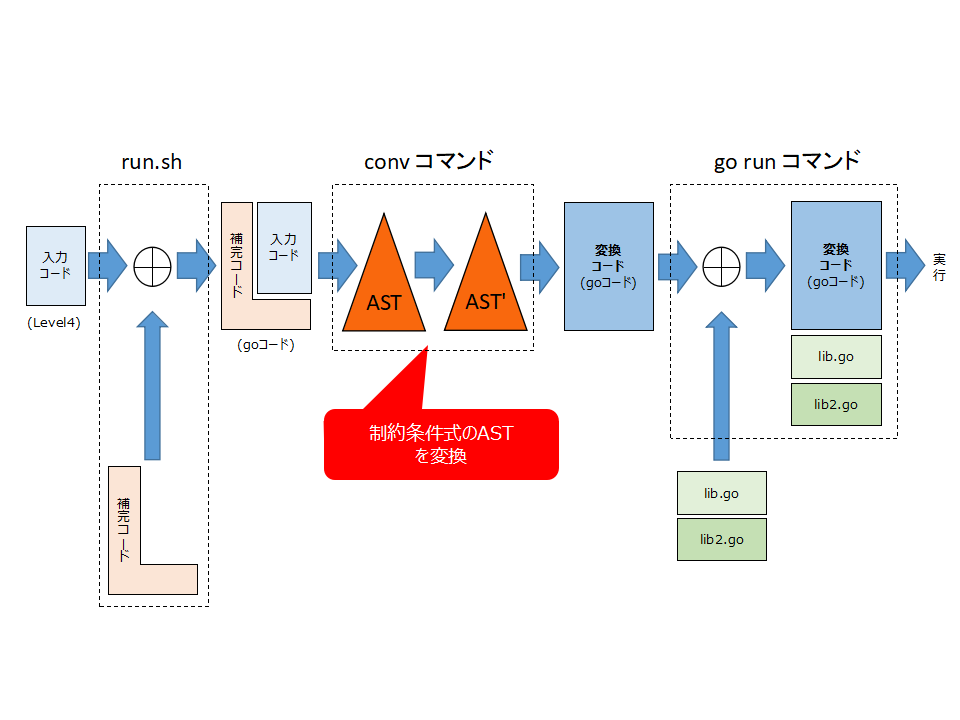 run.sh
conv コマンド
go run コマンド
入力
コード
(Level4)
補完コード
補完コード
入力
コード
(goコード)
AST
AST'
制約条件式のAST
を変換
変換
コード
(goコード)
lib.go
lib2.go
変換
コード
(goコード)
lib.go
lib2.go
実
行